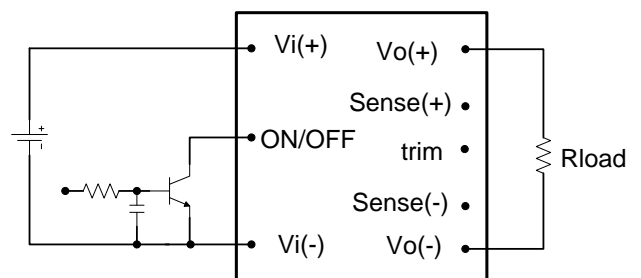 Vi(+)
Vo(+)
Sense(+)
ON/OFF
trim
Rload
Sense(-)
Vi(-)
Vo(-)
+
-